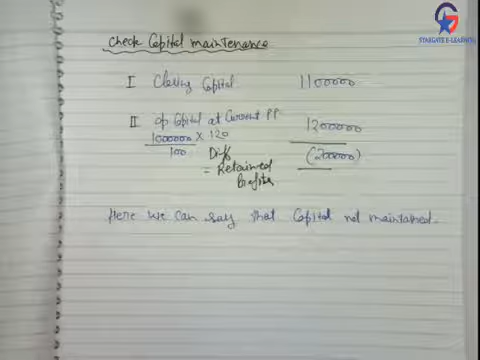 STARGATE E-LEARNING
Check Capital maintenance
I Closing Capital 1100000
II op Capital at Current PP 1200000
1000000 x 120
100
Diff (200000)
= Retained
Profits
Here we can say that Capital not maintained.